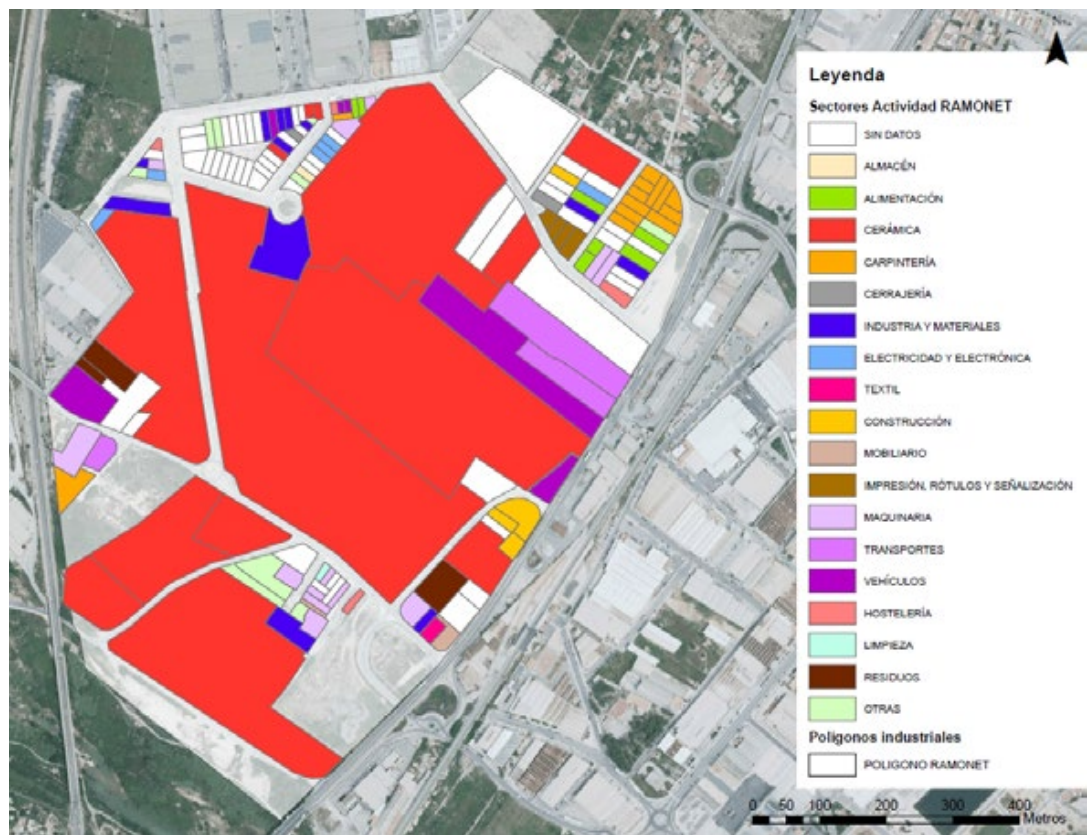 N
Leyenda
Sectores Actividad RAMONET
SIN DATOS
ALMACÉN
ALIMENTACIÓN
CERÁMICA
CARPINTERÍA
CERRAJERÍA
INDUSTRIA Y MATERIALES
ELECTRICIDAD Y ELECTRÓNICA
TEXTIL
CONSTRUCCIÓN
MOBILIARIO
IMPRESIÓN, RÓTULOS Y SEÑALIZACIÓN
MAQUINARIA
TRANSPORTES
VEHÍCULOS
HOSTELERÍA
LIMPIEZA
RESIDUOS
OTRAS
Polígonos industriales
POLIGONO RAMONET
0 50 100 200 300 400
Metros